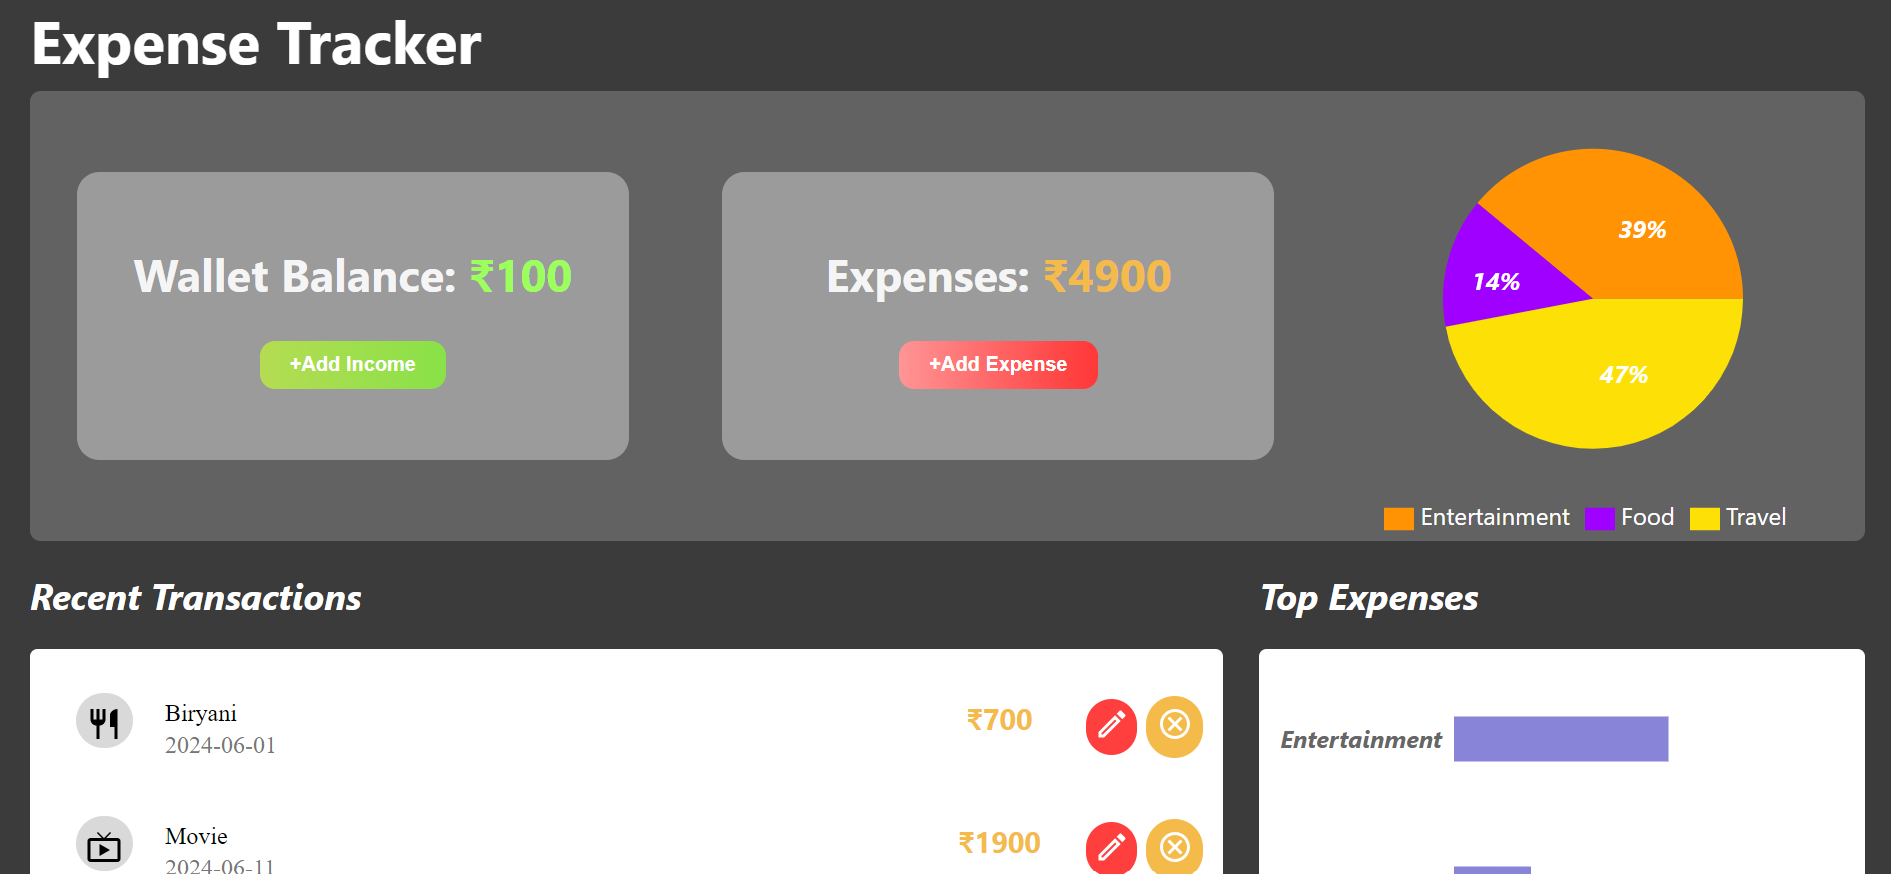 Expense Tracker
Wallet Balance: ₹100
+Add Income
Expenses: ₹4900
+Add Expense
39%
14%
47%
Entertainment Food Travel
Recent Transactions
Biryani
2024-06-01
₹700
Movie
2024-06-11
₹1900
Top Expenses
Entertainment